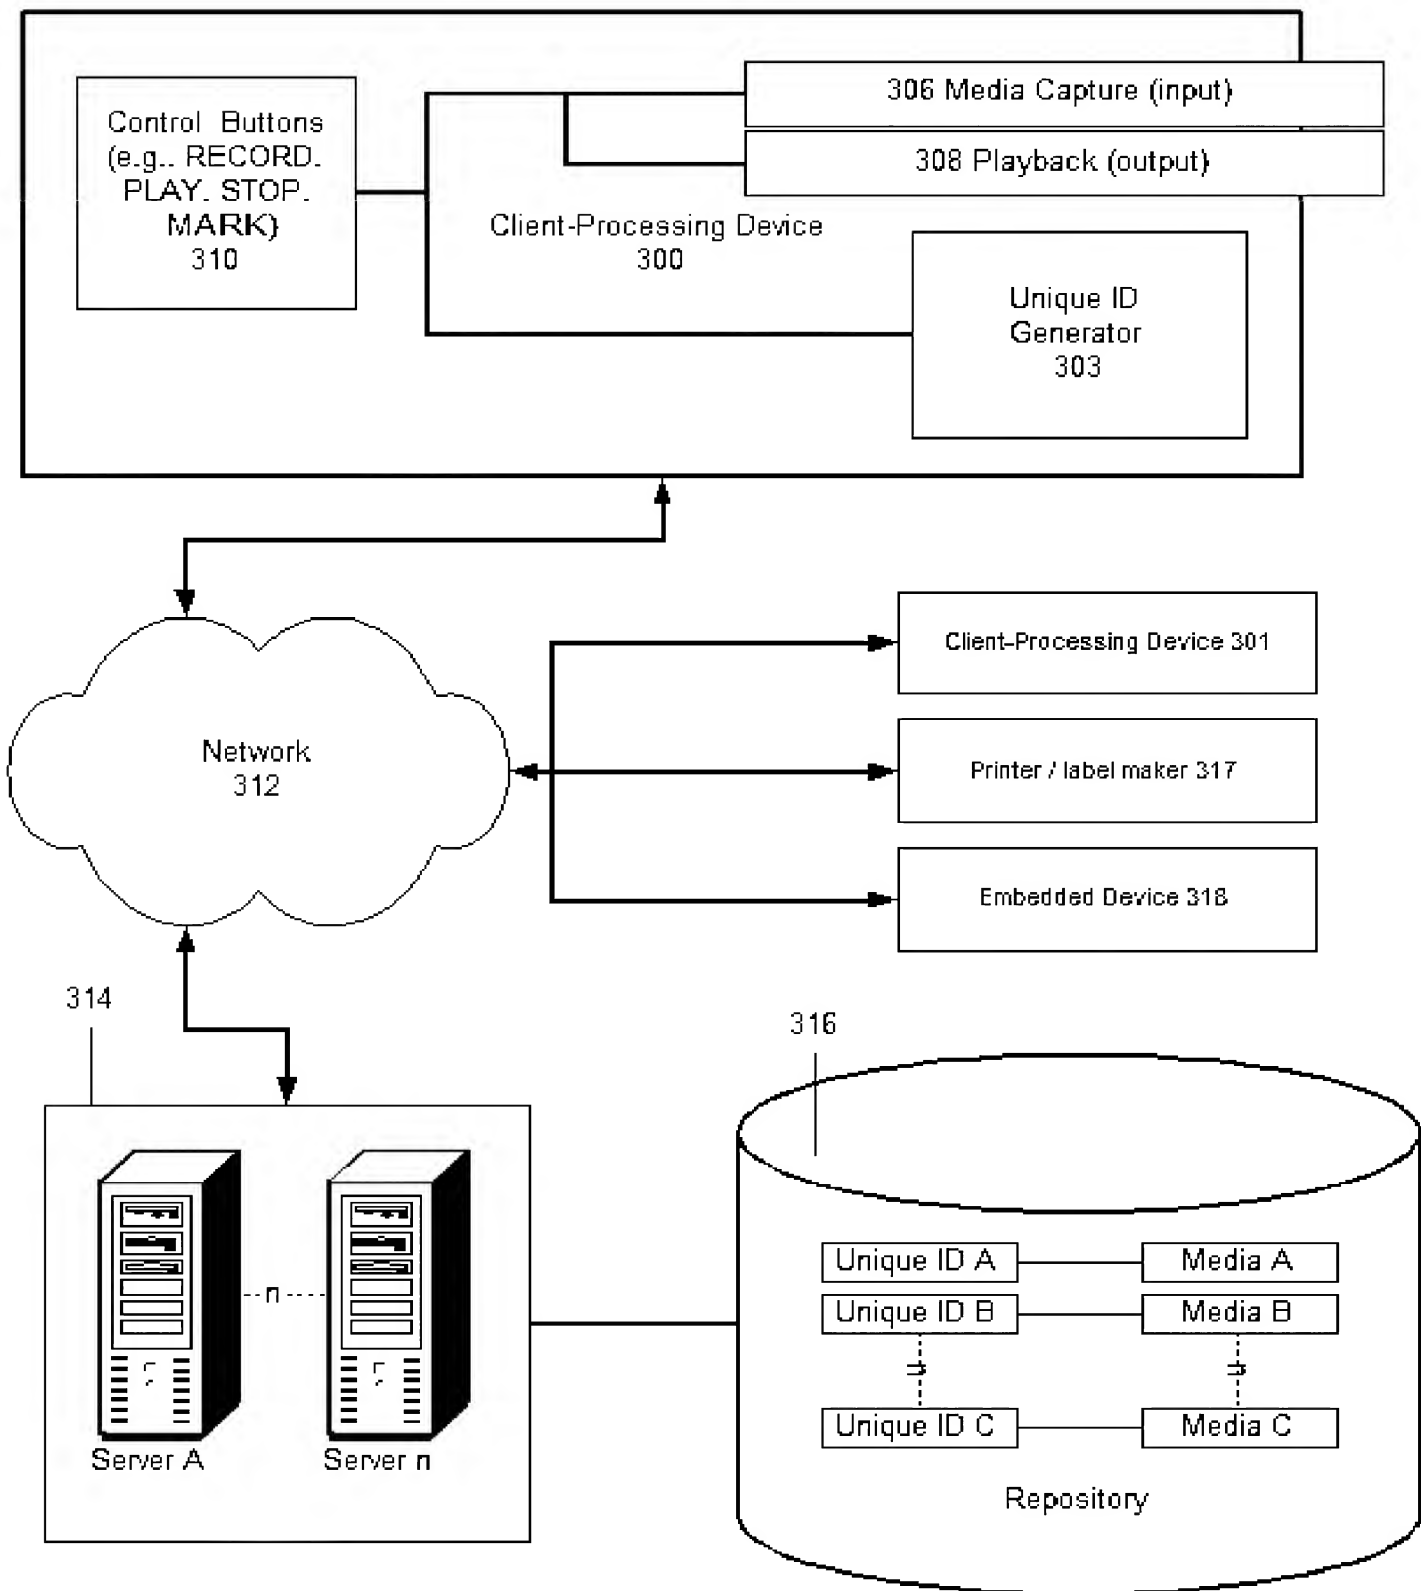 306 Media Capture (input)
308 Playback (output)
Control Buttons
(e.g.. RECORD.
PLAY. STOP.
MARK)
310
Client-Processing Device
300
Unique ID
Generator
303
Client-Processing Device 301
Network
312
Printer / label maker 317
Embedded Device 318
314
316
n
Server A
Server n
Unique ID A
Media A
Unique ID B
Media B
n
n
Unique ID C
Media C
Repository